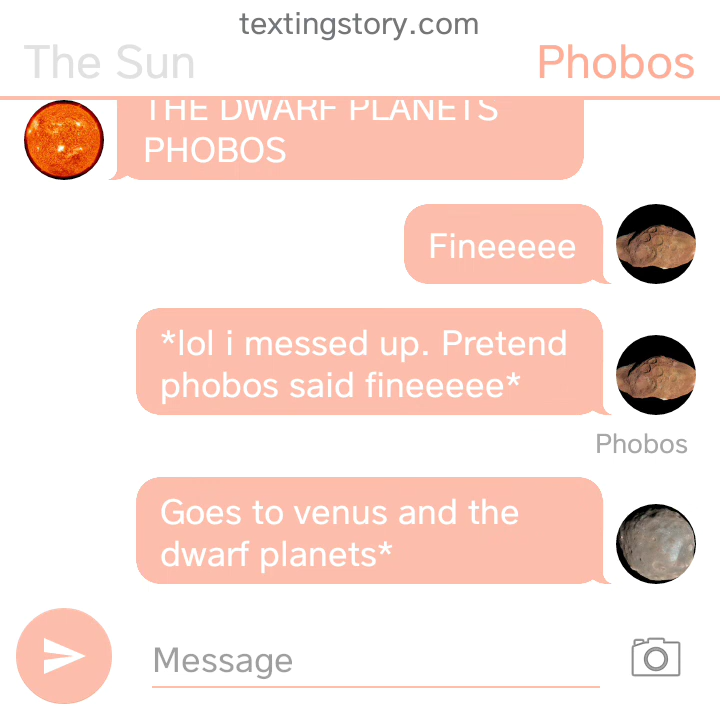 textingstory.com
The Sun
Phobos
THE DWARF PLANETS
PHOBOS
Fineeeee
*lol i messed up. Pretend
phobos said fineeeee*
Phobos
Goes to venus and the
dwarf planets*
Message